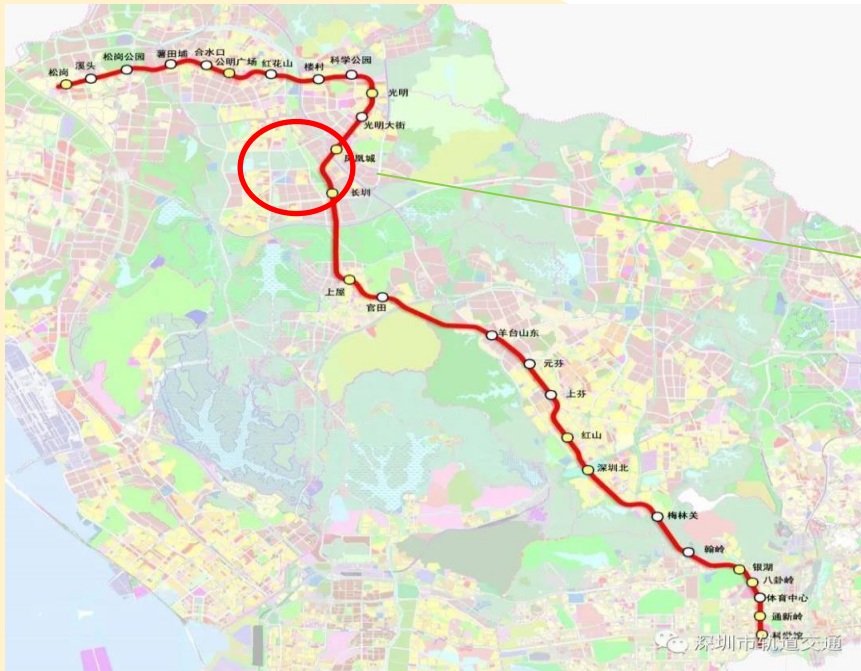 松岗
溪头
松岗公园
薯田埔
合水口
公明广场
红花山
楼村
科学公园
光明
光明大街
凤凰城
长圳
上屋
官田
羊台山东
元芬
上芬
红山
深圳北
梅林关
翰岭
银湖
八卦岭
体育中心
通新岭
科学馆
深圳市轨道交通